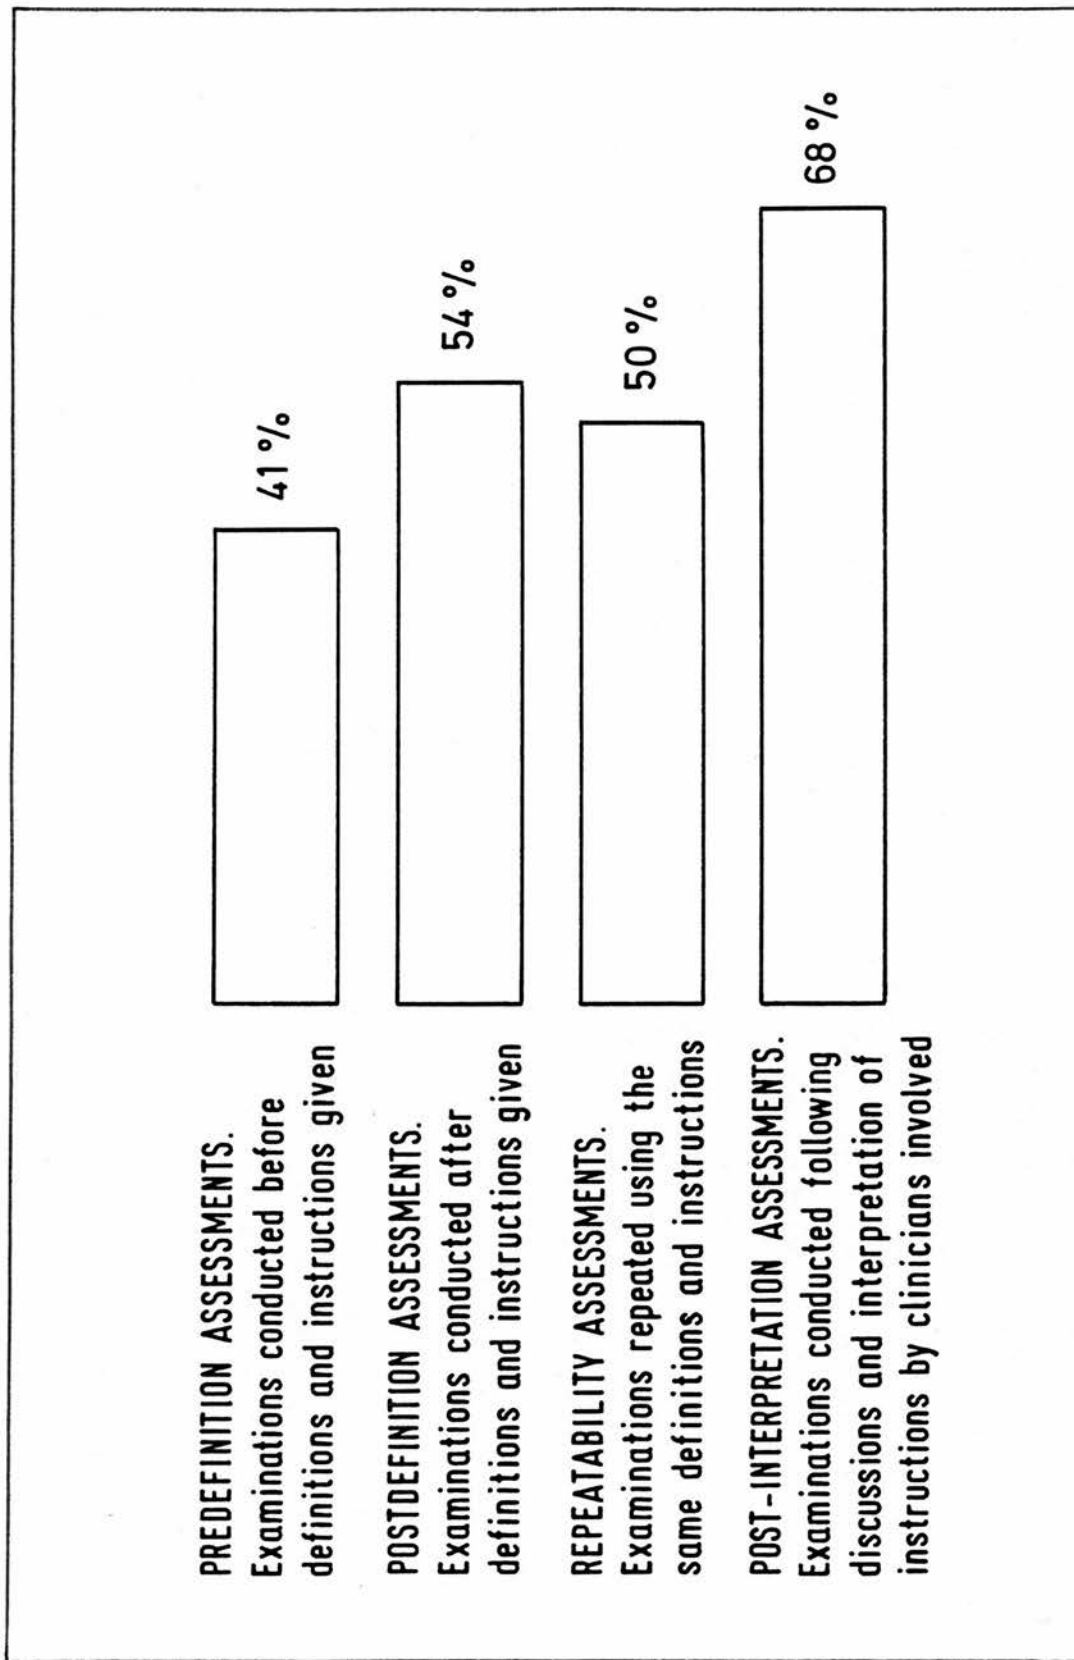 PREDEFINITION ASSESSMENTS.
Examinations conducted before
definitions and instructions given
41 %
POSTDEFINITION ASSESSMENTS.
Examinations conducted after
definitions and instructions given
54 %
REPEATABILITY ASSESSMENTS.
Examinations repeated using the
same definitions and instructions
50 %
POST-INTERPRETATION ASSESSMENTS.
Examinations conducted following
discussions and interpretation of
instructions by clinicians involved
68 %